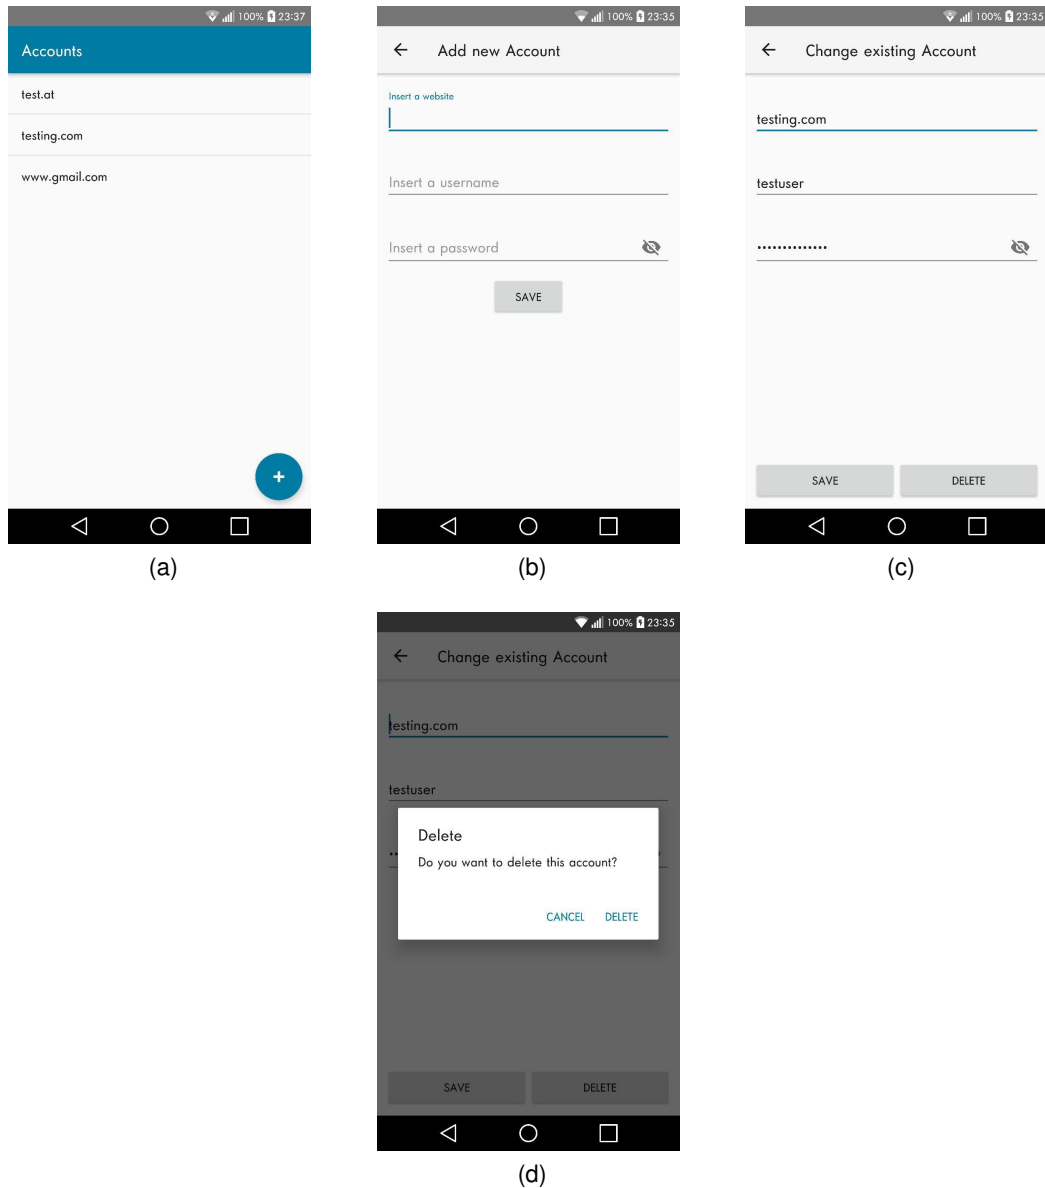 100% 23:37
Accounts
test.at
testing.com
www.gmail.com
+
(a)
100% 23:35
Add new Account
Insert a website
Insert a username
Insert a password
SAVE
(b)
100% 23:35
Change existing Account
testing.com
testuser
••••••••••••••
SAVE DELETE
(c)
100% 23:35
Change existing Account
testing.com
testuser
Delete
Do you want to delete this account?
CANCEL DELETE
SAVE DELETE
(d)